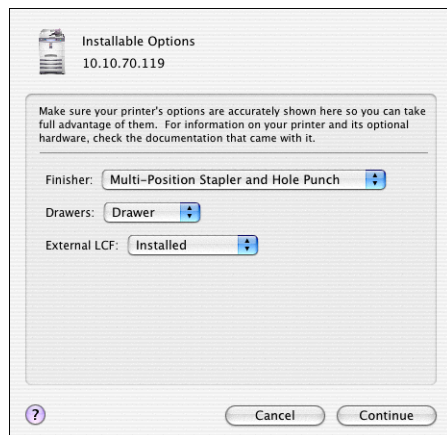 Installable Options
10.10.70.119
Make sure your printer's options are accurately shown here so you can take
full advantage of them. For information on your printer and its optional
hardware, check the documentation that came with it.
Finisher: Multi-Position Stapler and Hole Punch
Drawers: Drawer
External LCF: Installed
? Cancel Continue